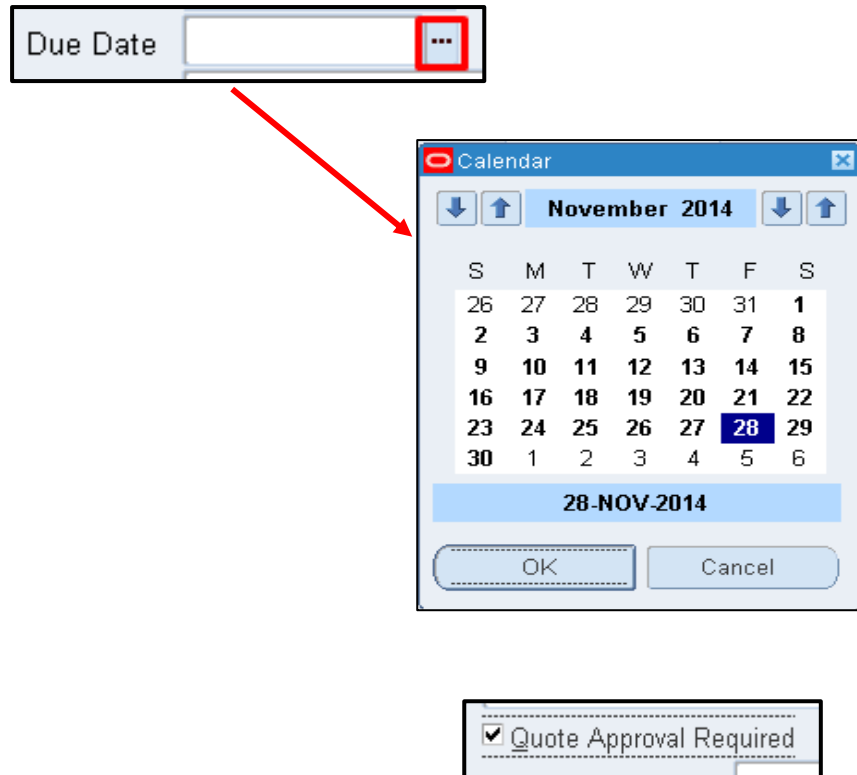 Due Date ...
Calendar
November 2014
S M T W T F S
26 27 28 29 30 31 1
2 3 4 5 6 7 8
9 10 11 12 13 14 15
16 17 18 19 20 21 22
23 24 25 26 27 28 29
30 1 2 3 4 5 6
28-NOV-2014
OK Cancel
Quote Approval Required